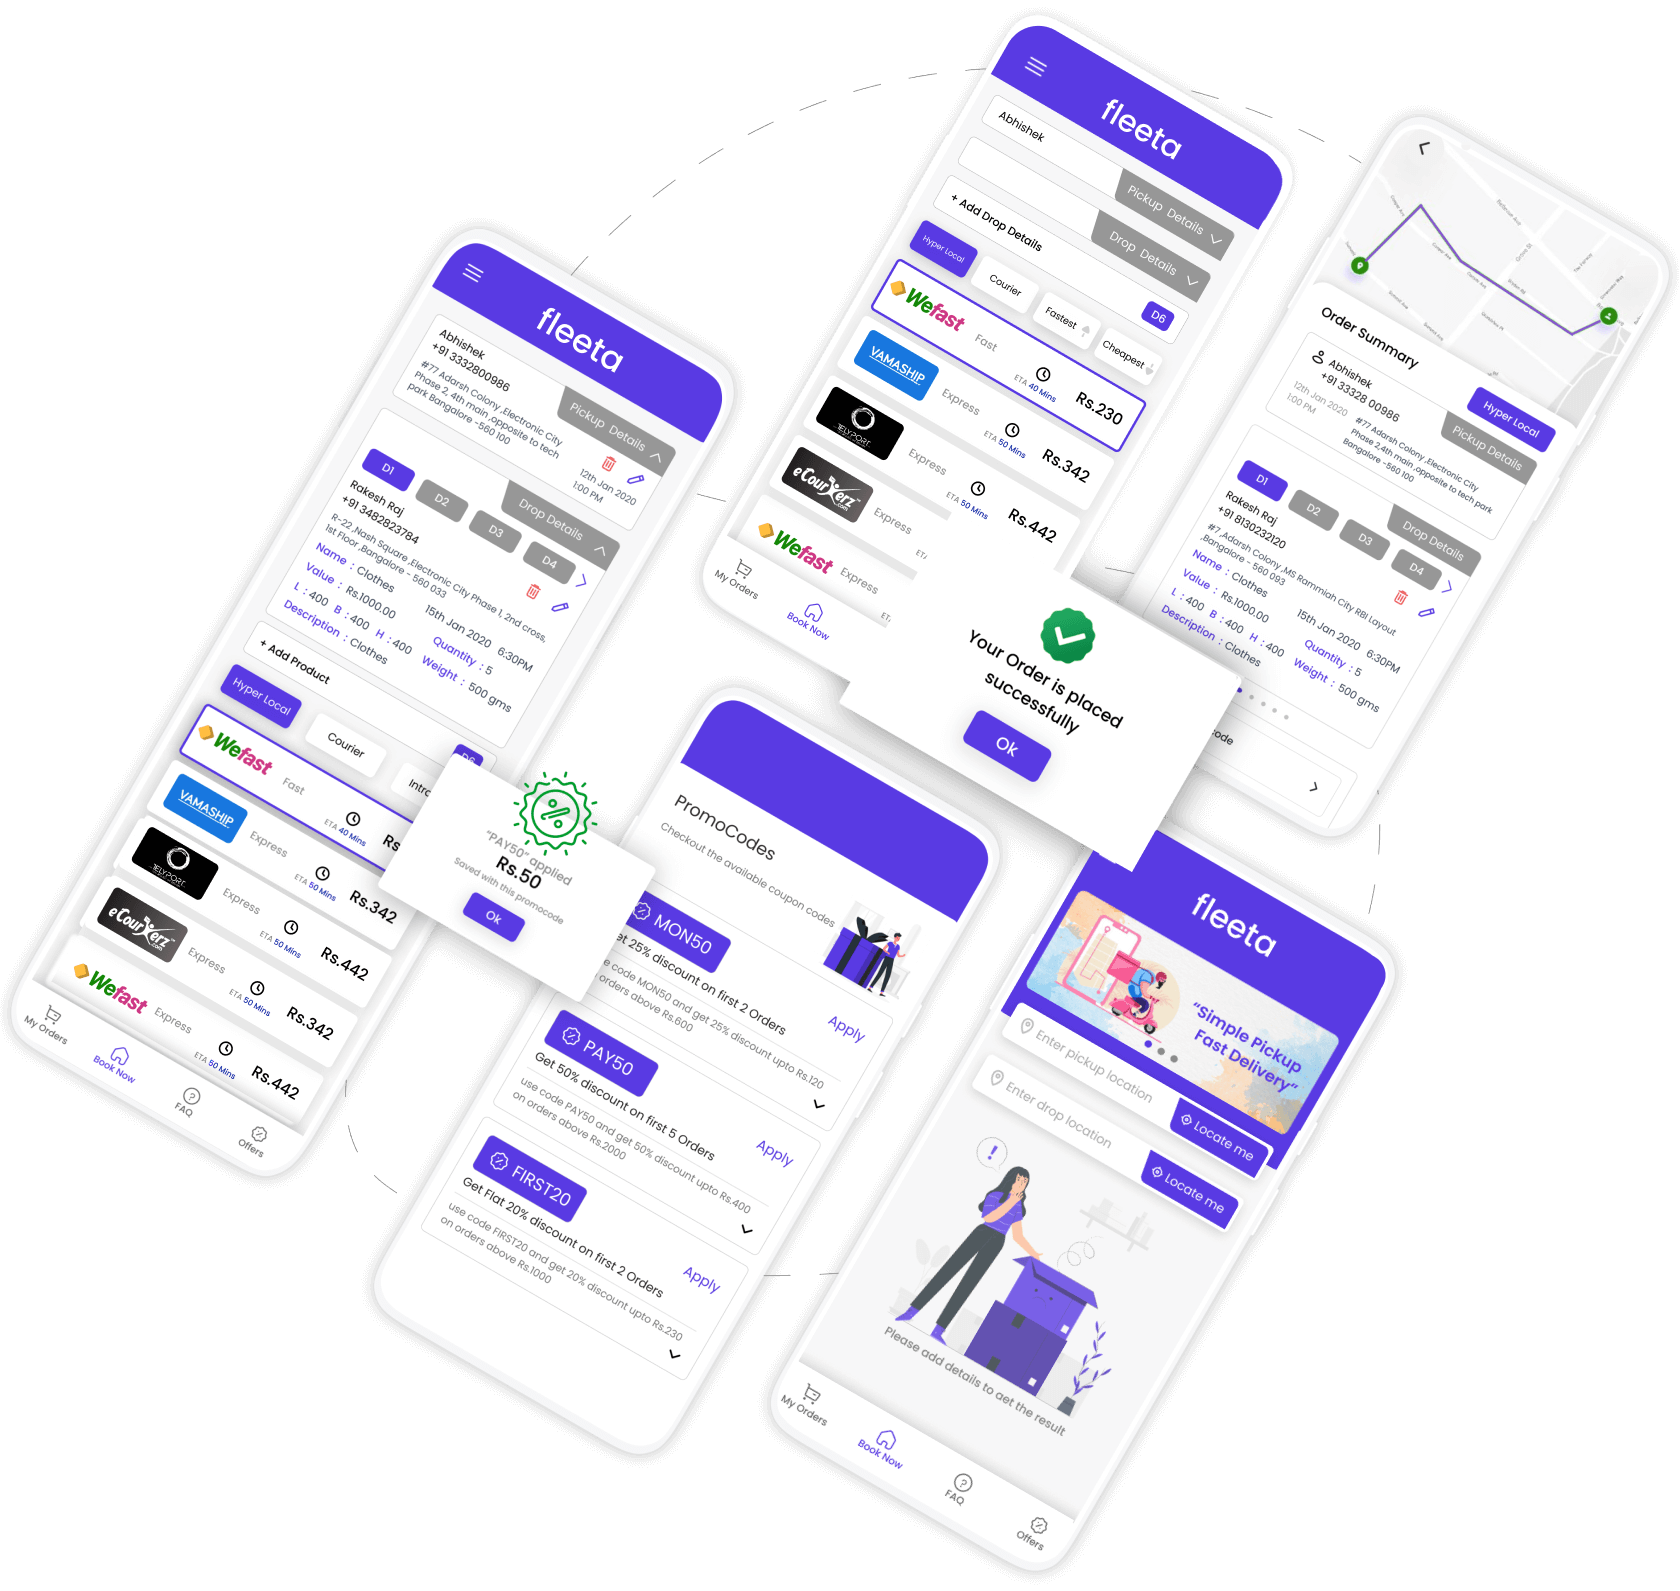 fleeta
Abhishek
+91 3332800986
#77 Adarsh Colony ,Electronic City
Phase 2, 4th main ,opposite to tech
park Bangalore -560 100
Pickup Details
12th Jan 2020
1:00 PM
D1
D2
D3
D4
Drop Details
Rakesh Raj
+91 3482823784
R-22 ,Nash Square ,Electronic City Phase 1, 2nd cross,
1st Floor ,Bangalore - 560 033
Name : Clothes
15th Jan 2020 6:30PM
Value : Rs.1000.00
Quantity : 5
L : 400 B : 400 H : 400
Weight : 500 gms
Description : Clothes
+ Add Product
Hyper Local
Courier
Wefast
Fast
ETA 40 Mins
VAMASHIP
Express
ETA 50 Mins
Rs.342
TELYPORT
Express
ETA 50 Mins
Rs.442
eCourierz.com
Express
ETA 50 Mins
Rs.342
Wefast
Express
ETA 50 Mins
Rs.442
My Orders
Book Now
FAQ
Offers
"PAY50" applied
Rs.50
Saved with this promocode
Ok
fleeta
Abhishek
Pickup Details
Drop Details
+ Add Drop Details
D6
Hyper Local
Courier
Fastest
Cheapest
Wefast
Fast
ETA 40 Mins
Rs.230
VAMASHIP
Express
ETA 50 Mins
Rs.342
TELYPORT
Express
ETA 50 Mins
Rs.442
eCourierz.com
Express
Wefast
Express
My Orders
Book Now
Your Order is placed
successfully
Ok
Order Summary
Hyper Local
Abhishek
+91 33328 00986
12th Jan 2020
1:00 PM
#77 Adarsh Colony ,Electronic City
Phase 2,4th main ,opposite to tech park
Bangalore -560 100
Pickup Details
D1
D2
D3
D4
Drop Details
Rakesh Raj
+91 8130232120
#7 ,Adarsh Colony ,MS Rammiah City RBI Layout
,Bangalore - 560 093
Name : Clothes
15th Jan 2020 6:30PM
Value : Rs.1000.00
Quantity : 5
L : 400 B : 400 H : 400
Weight : 500 gms
Description : Clothes
PromoCodes
Checkout the available coupon codes
MON50
25% discount on first 2 Orders
code MON50 and get 25% discount upto Rs.120
orders above Rs.600
Apply
PAY50
Get 50% discount on first 5 Orders
use code PAY50 and get 50% discount upto Rs.400
on orders above Rs.2000
Apply
FIRST20
Get Flat 20% discount on first 2 Orders
use code FIRST20 and get 20% discount upto Rs.230
on orders above Rs.1000
Apply
fleeta
"Simple Pickup
Fast Delivery"
Enter pickup location
Locate me
Enter drop location
Locate me
Please add details to get the result
My Orders
Book Now
FAQ
Offers